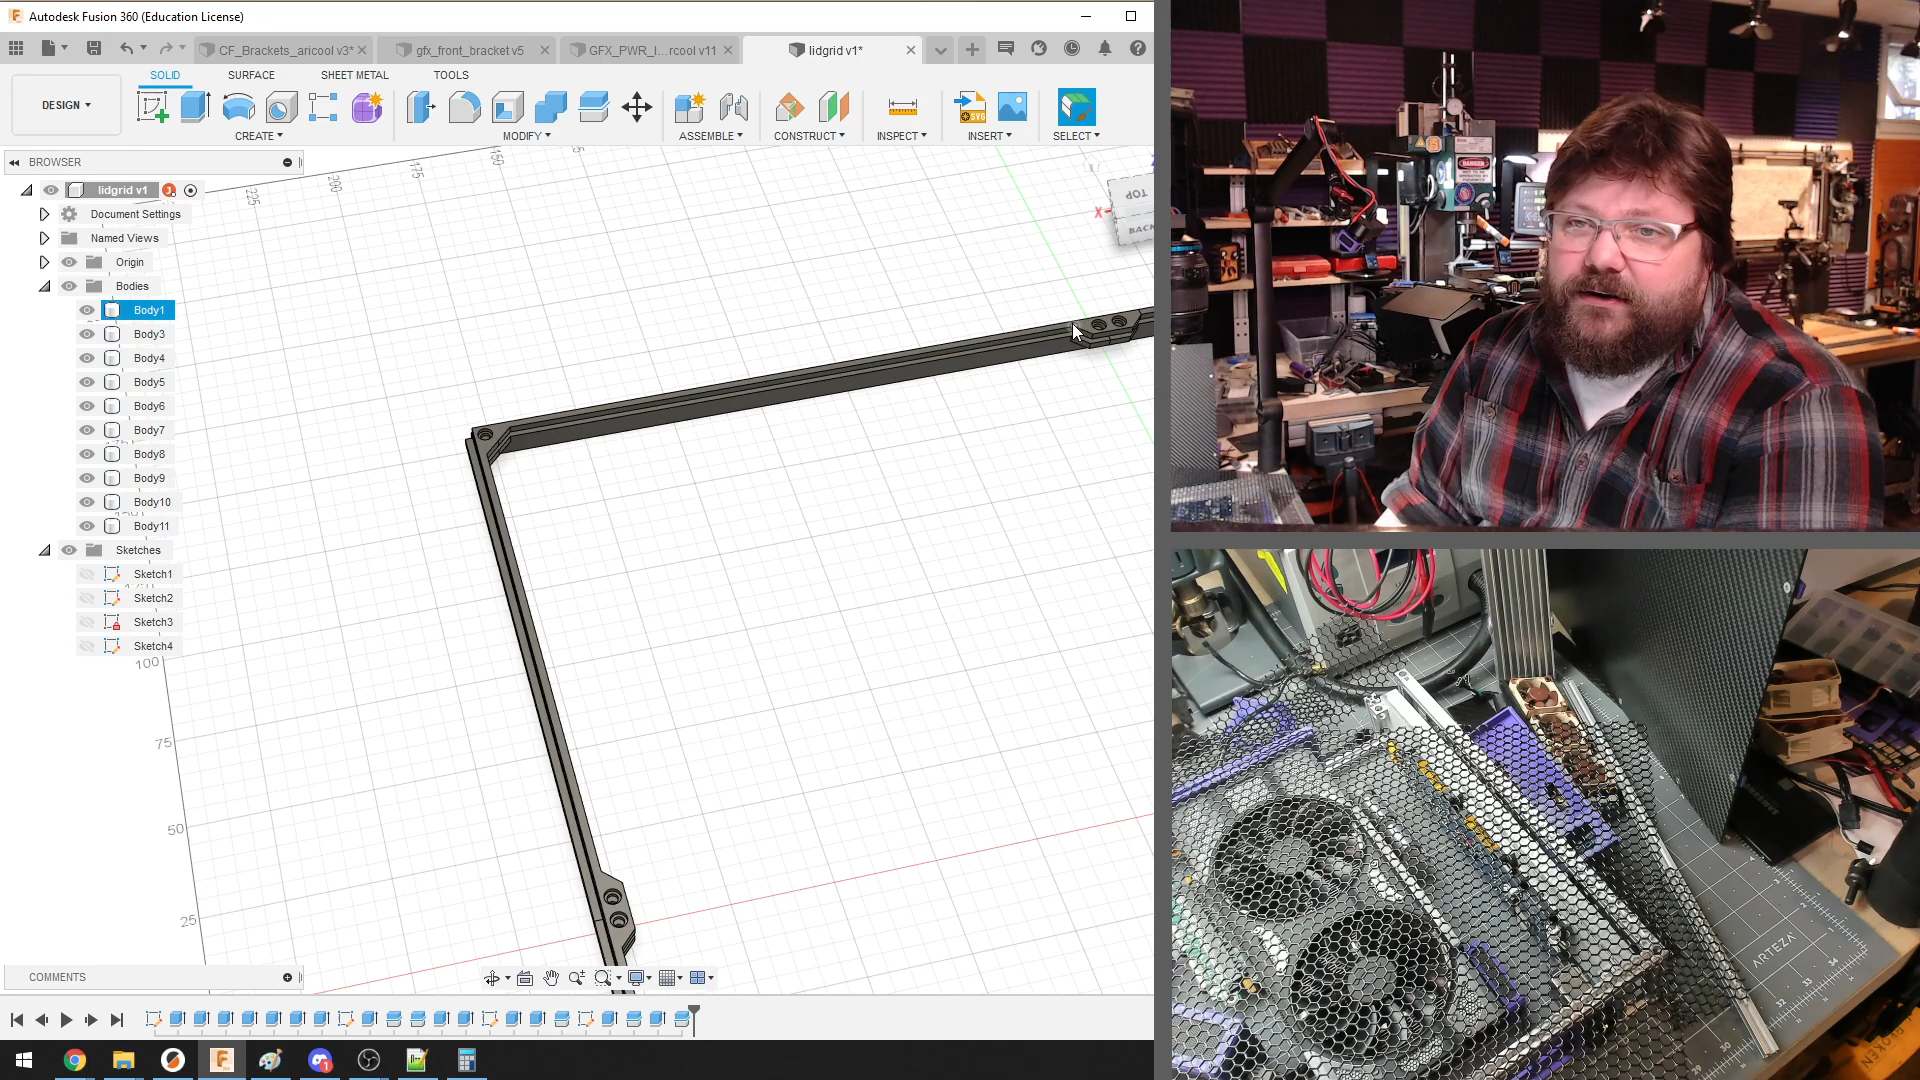 Autodesk Fusion 360 (Education License)
CF_Brackets_aricool v3*
gfx_front_bracket v5
GFX_PWR_I...rcool v11
lidgrid v1*
DESIGN
SOLID
SURFACE
SHEET METAL
TOOLS
CREATE
MODIFY
ASSEMBLE
CONSTRUCT
INSPECT
INSERT
SELECT
BROWSER
lidgrid v1
Document Settings
Named Views
Origin
Bodies
Body1
Body3
Body4
Body5
Body6
Body7
Body8
Body9
Body10
Body11
Sketches
Sketch1
Sketch2
Sketch3
Sketch4
225
200
175
150
100
75
50
25
X
TOP
BACK
COMMENTS
SVG
DANGER
ARTEZA
BROKEN